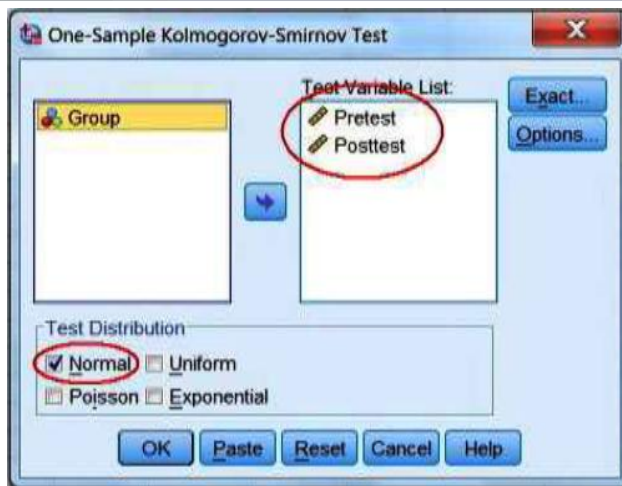 One-Sample Kolmogorov-Smirnov Test
Test Variable List:
Group
Pretest
Posttest
Exact...
Options...
Test Distribution
Normal
Uniform
Poisson
Exponential
OK
Paste
Reset
Cancel
Help